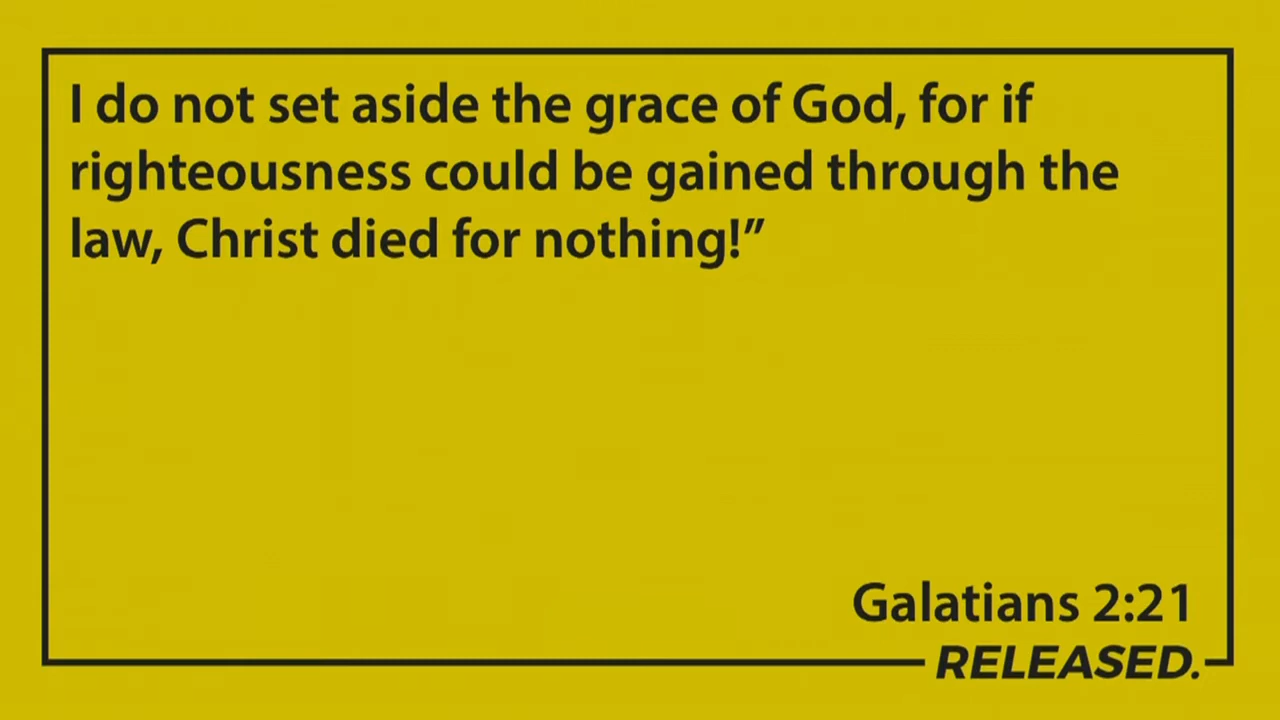 I do not set aside the grace of God, for if
righteousness could be gained through the
law, Christ died for nothing!”
Galatians 2:21
RELEASED.